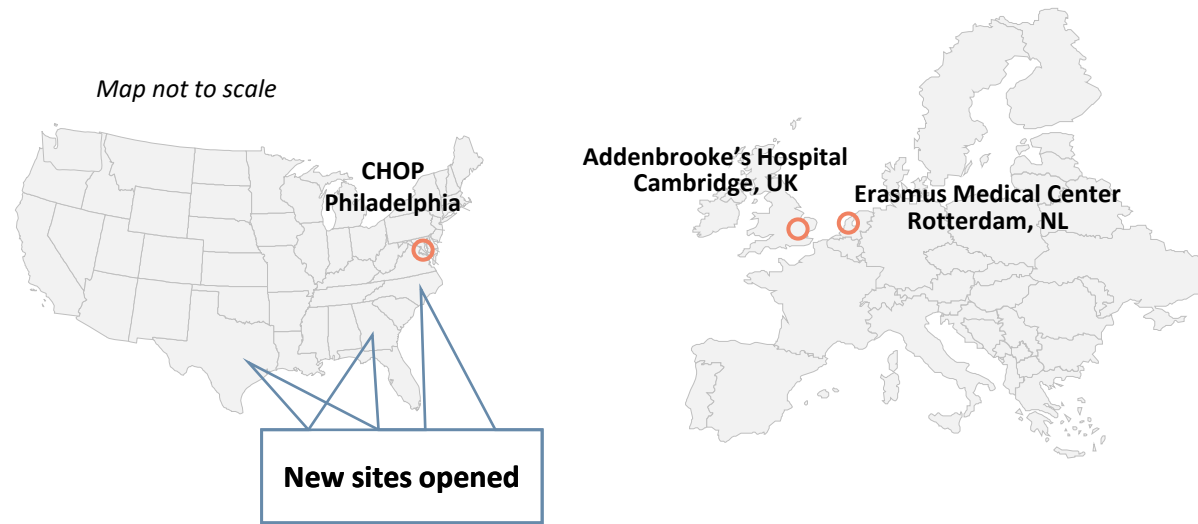 Map not to scale
CHOP
Philadelphia
Addenbrooke’s Hospital
Cambridge, UK
Erasmus Medical Center
Rotterdam, NL
New sites opened